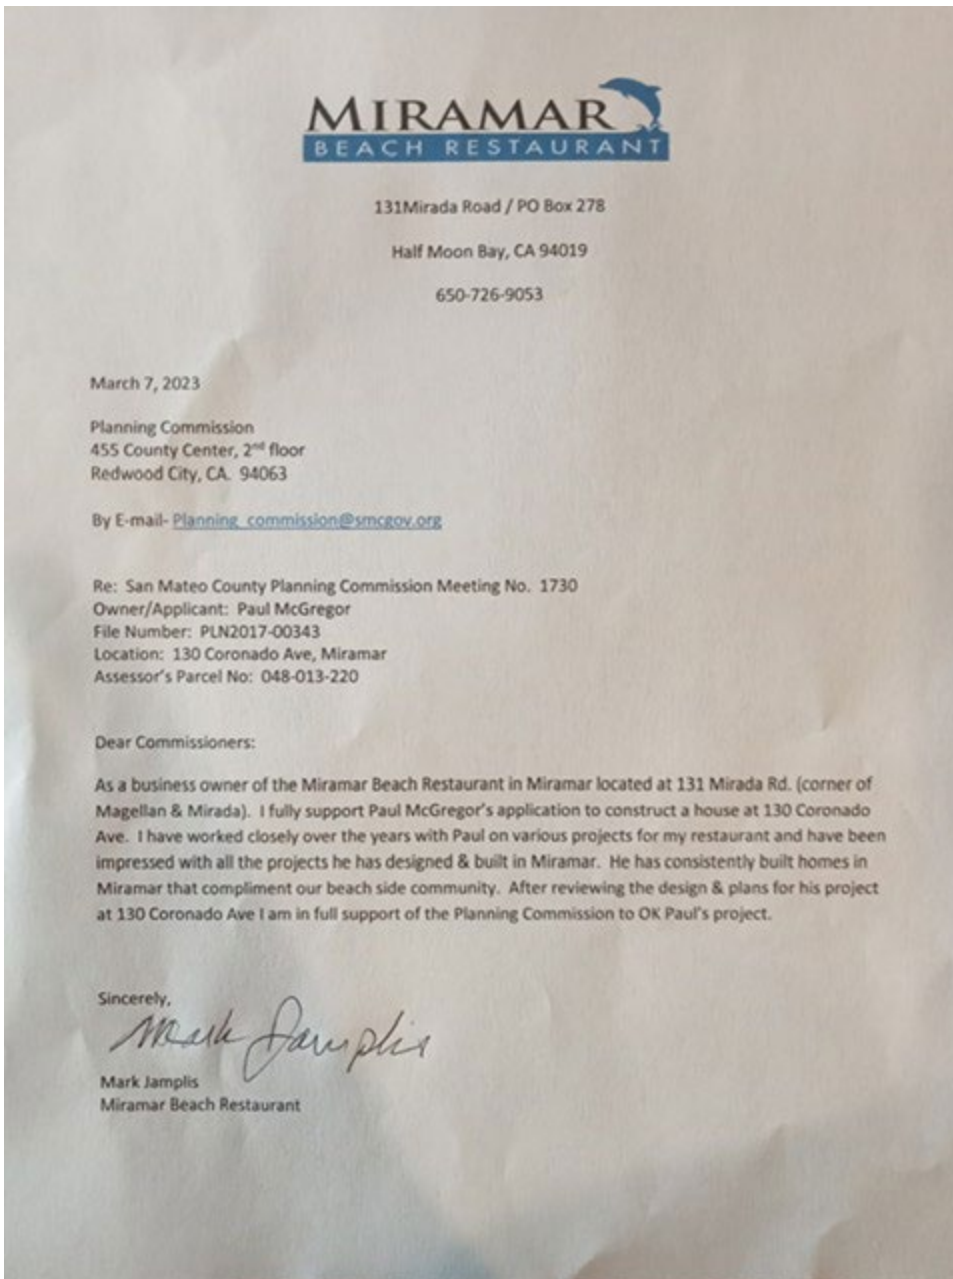 MIRAMAR
BEACH RESTAURANT
131Mirada Road / PO Box 278
Half Moon Bay, CA 94019
650-726-9053
March 7, 2023
Planning Commission
455 County Center, 2nd floor
Redwood City, CA.  94063
By E-mail- Planning_commission@smcgov.org
Re:  San Mateo County Planning Commission Meeting No.  1730
Owner/Applicant:  Paul McGregor
File Number:  PLN2017-00343
Location:  130 Coronado Ave, Miramar
Assessor's Parcel No:  048-013-220
Dear Commissioners:
As a business owner of the Miramar Beach Restaurant in Miramar located at 131 Mirada Rd. (corner of
Magellan & Mirada).  I fully support Paul McGregor's application to construct a house at 130 Coronado
Ave.  I have worked closely over the years with Paul on various projects for my restaurant and have been
impressed with all the projects he has designed & built in Miramar.  He has consistently built homes in
Miramar that compliment our beach side community.  After reviewing the design & plans for his project
at 130 Coronado Ave I am in full support of the Planning Commission to OK Paul's project.
Sincerely,
Mark Jamplis
Mark Jamplis
Miramar Beach Restaurant